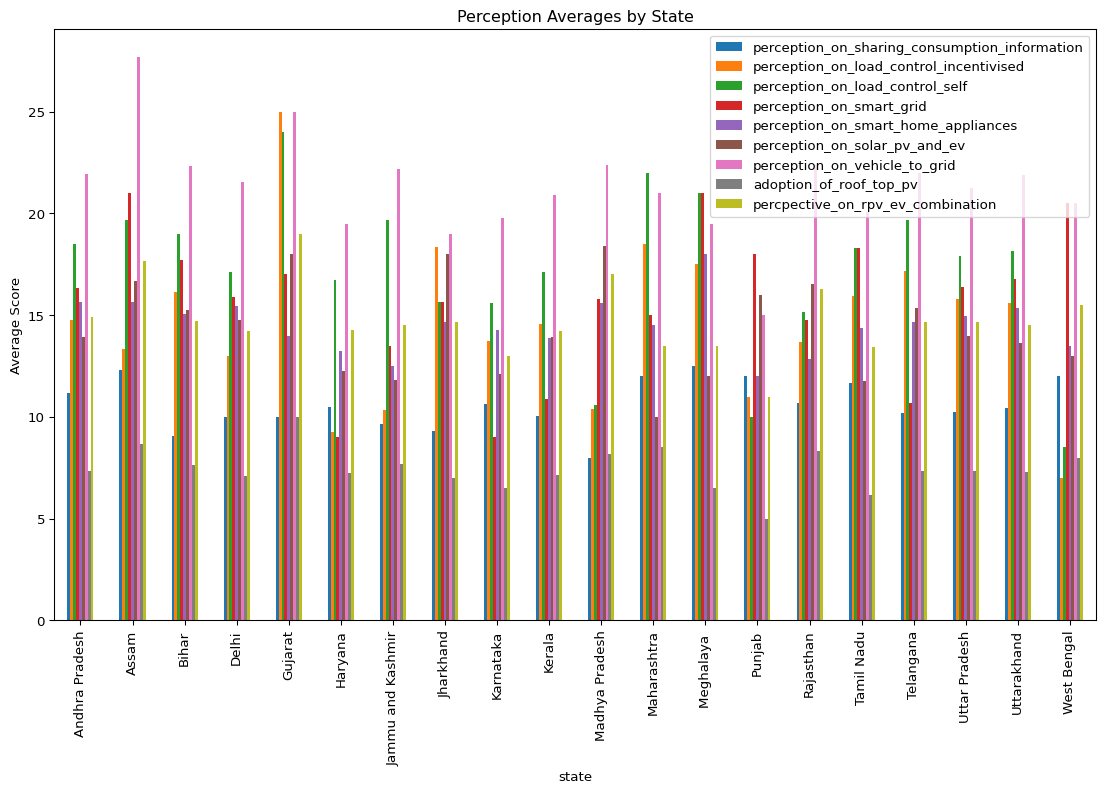 Perception Averages by State
perception_on_sharing_consumption_information
perception_on_load_control_incentivised
perception_on_load_control_self
perception_on_smart_grid
perception_on_smart_home_appliances
perception_on_solar_pv_and_ev
perception_on_vehicle_to_grid
adoption_of_roof_top_pv
percpective_on_rpv_ev_combination
Average Score
25
20
15
10
5
0
Andhra Pradesh
Assam
Bihar
Delhi
Gujarat
Haryana
Jammu and Kashmir
Jharkhand
Karnataka
Kerala
Madhya Pradesh
Maharashtra
Meghalaya
Punjab
Rajasthan
Tamil Nadu
Telangana
Uttar Pradesh
Uttarakhand
West Bengal
state